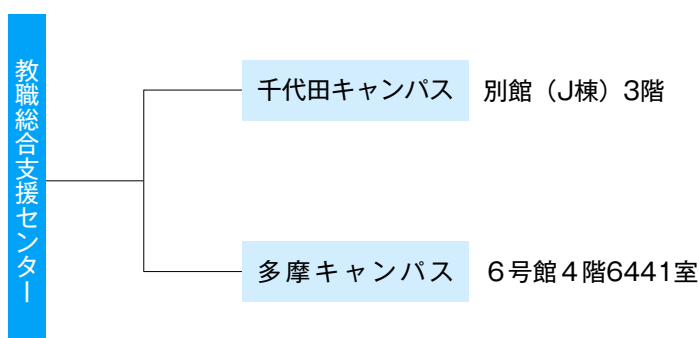 教職総合支援センター
千代田キャンパス 別館（J棟）3階
多摩キャンパス ６号館４階6441室